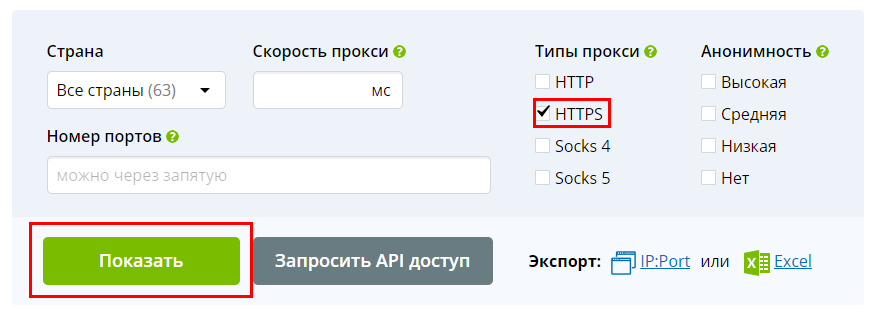 Страна
Скорость прокси ?
Типы прокси ?
Анонимность ?
Все страны (63)
мс
HTTP
Высокая
HTTPS
Средняя
Номер портов ?
Socks 4
Низкая
можно через запятую
Socks 5
Нет
Показать
Запросить API доступ
Экспорт: IP:Port или Excel